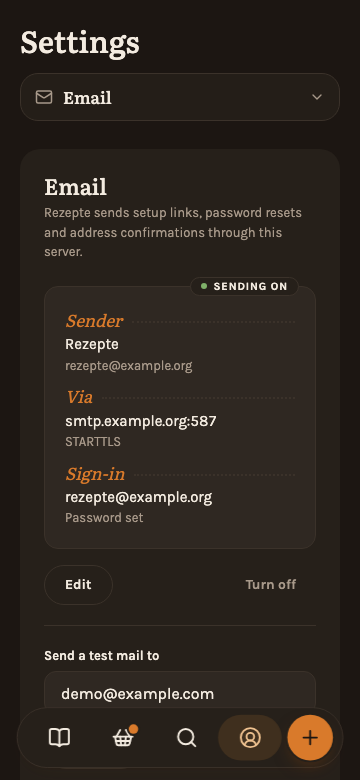 Settings
Email
Email
Rezepte sends setup links, password resets
and address confirmations through this
server.
SENDING ON
Sender
Rezepte
rezepte@example.org
Via
smtp.example.org:587
STARTTLS
Sign-in
rezepte@example.org
Password set
Edit
Turn off
Send a test mail to
demo@example.com